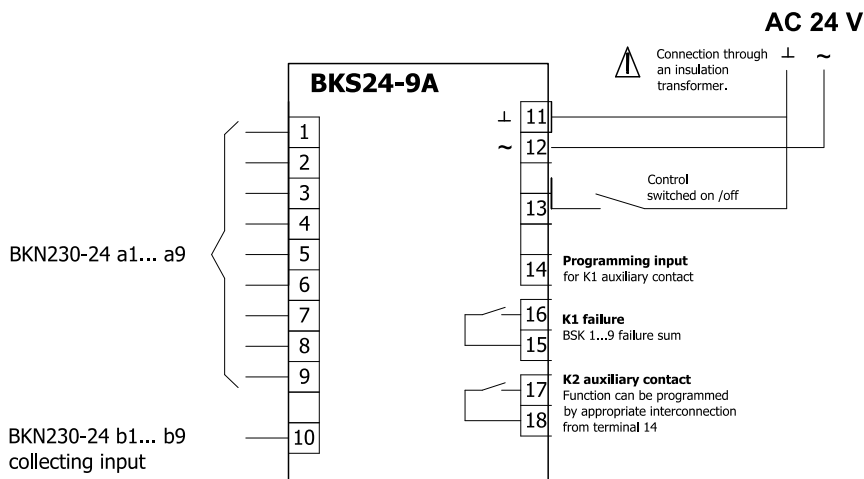 AC 24 V
⊥ ~
Connection through
an insulation
transformer.
BKS24-9A
⊥ 11
~ 12
Control
switched on /off
13
1
2
3
4
5
6
7
8
9
10
BKN230-24 a1... a9
BKN230-24 b1... b9
collecting input
14
Programming input
for K1 auxiliary contact
16
15
K1 failure
BSK 1...9 failure sum
17
18
K2 auxiliary contact
Function can be programmed
by appropriate interconnection
from terminal 14